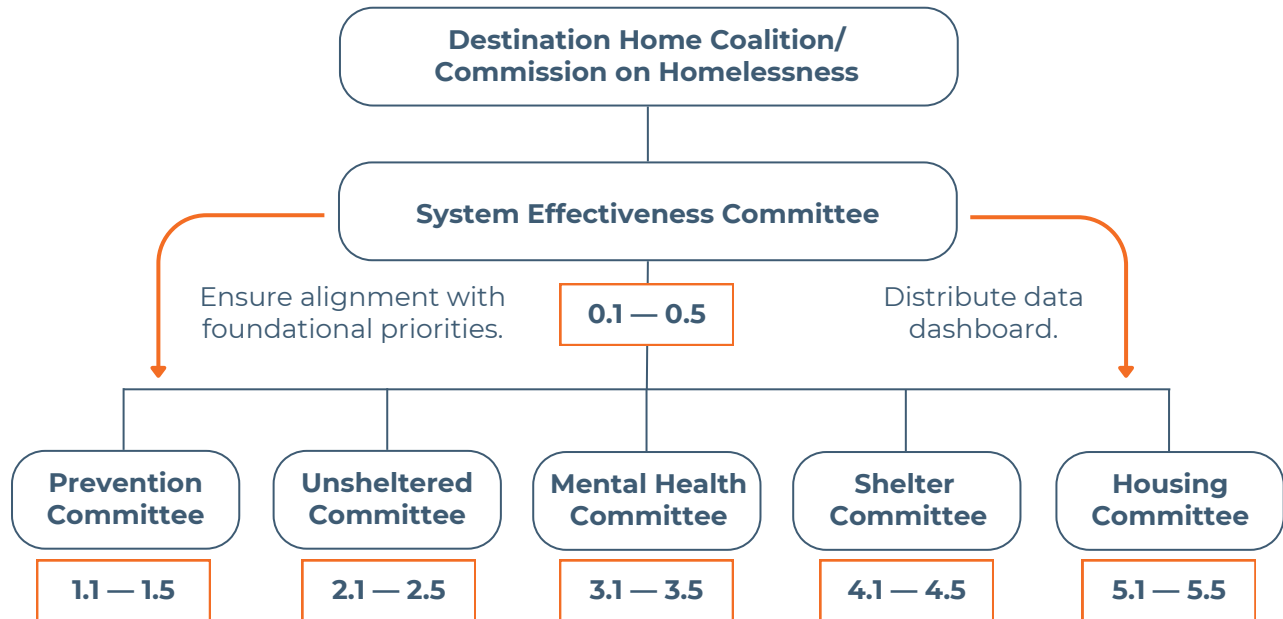 Destination Home Coalition/
Commission on Homelessness
System Effectiveness Committee
Ensure alignment with
foundational priorities.
0.1 — 0.5
Distribute data
dashboard.
Prevention
Committee
Unsheltered
Committee
Mental Health
Committee
Shelter
Committee
Housing
Committee
1.1 — 1.5
2.1 — 2.5
3.1 — 3.5
4.1 — 4.5
5.1 — 5.5